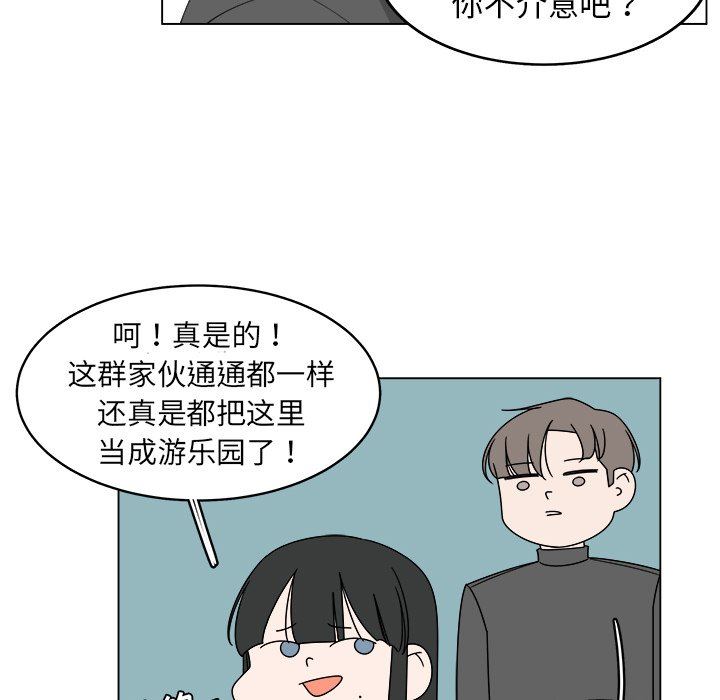 你不介意吧？
呵！真是的！
这群家伙通通都一样
还真是都把这里
当成游乐园了！